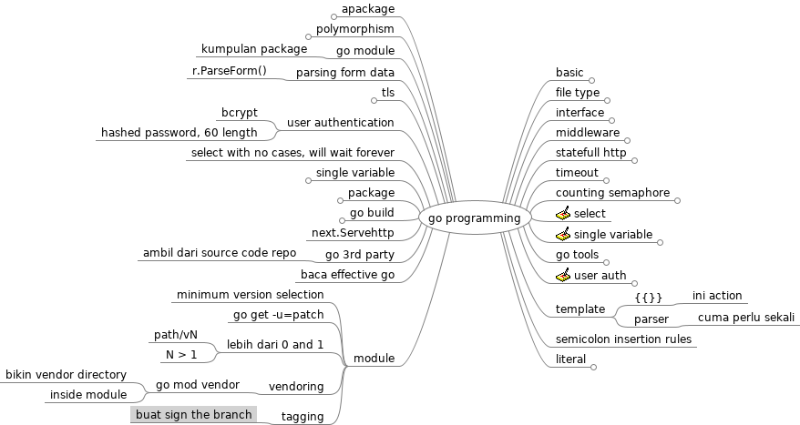 go programming
basic
file type
interface
middleware
statefull http
timeout
counting semaphore
select
single variable
go tools
user auth
template
{{}}
ini action
parser
cuma perlu sekali
semicolon insertion rules
literal
apackage
polymorphism
go module
kumpulan package
parsing form data
r.ParseForm()
tls
user authentication
bcrypt
hashed password, 60 length
select with no cases, will wait forever
single variable
package
go build
next.Servehttp
go 3rd party
ambil dari source code repo
baca effective go
module
minimum version selection
go get -u=patch
lebih dari 0 and 1
path/vN
N > 1
vendoring
go mod vendor
bikin vendor directory
inside module
tagging
buat sign the branch